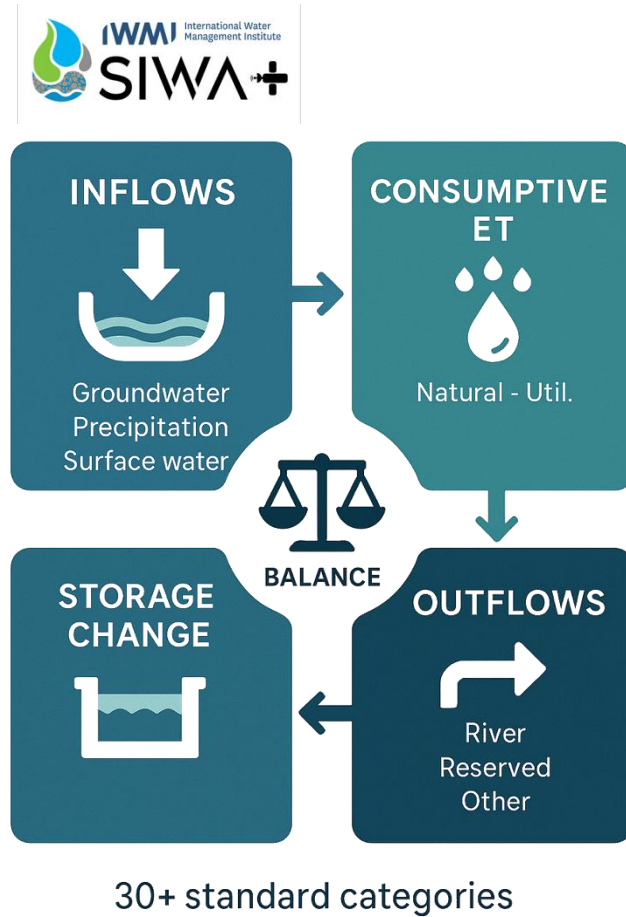 IWMI International Water
Management Institute
SIWA+
INFLOWS
Groundwater
Precipitation
Surface water
CONSUMPTIVE
ET
Natural - Util.
BALANCE
STORAGE
CHANGE
OUTFLOWS
River
Reserved
Other
30+ standard categories